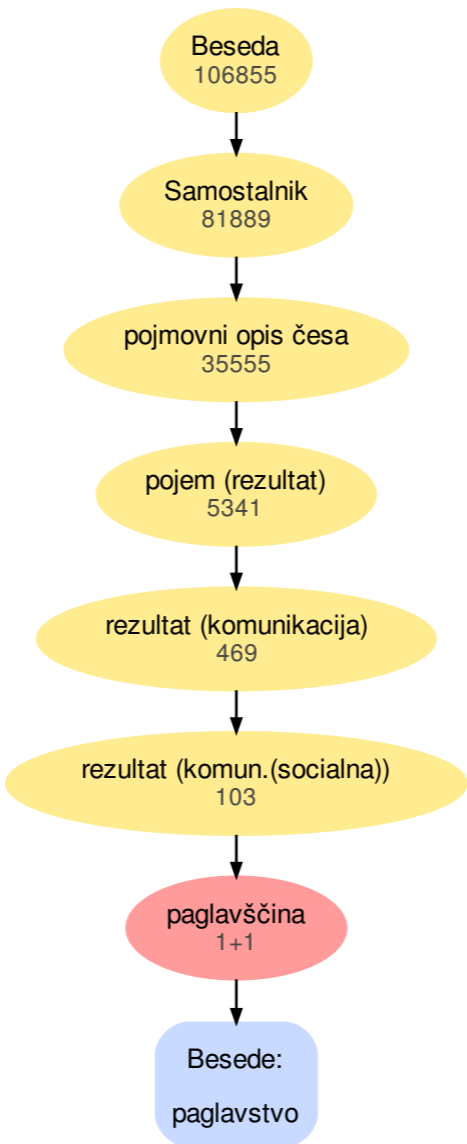 Beseda
106855
Samostalnik
81889
pojmovni opis česa
35555
pojem (rezultat)
5341
rezultat (komunikacija)
469
rezultat (komun.(socialna))
103
paglavščina
1+1
Besede:
paglavstvo